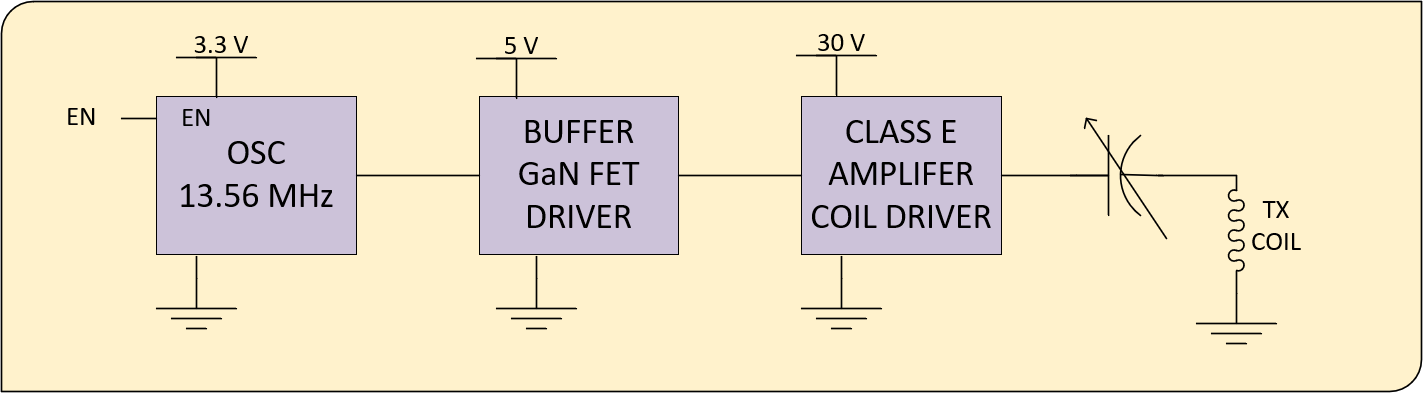 3.3 V
5 V
30 V
EN
EN
OSC
13.56 MHz
BUFFER
GaN FET
DRIVER
CLASS E
AMPLIFER
COIL DRIVER
TX
COIL